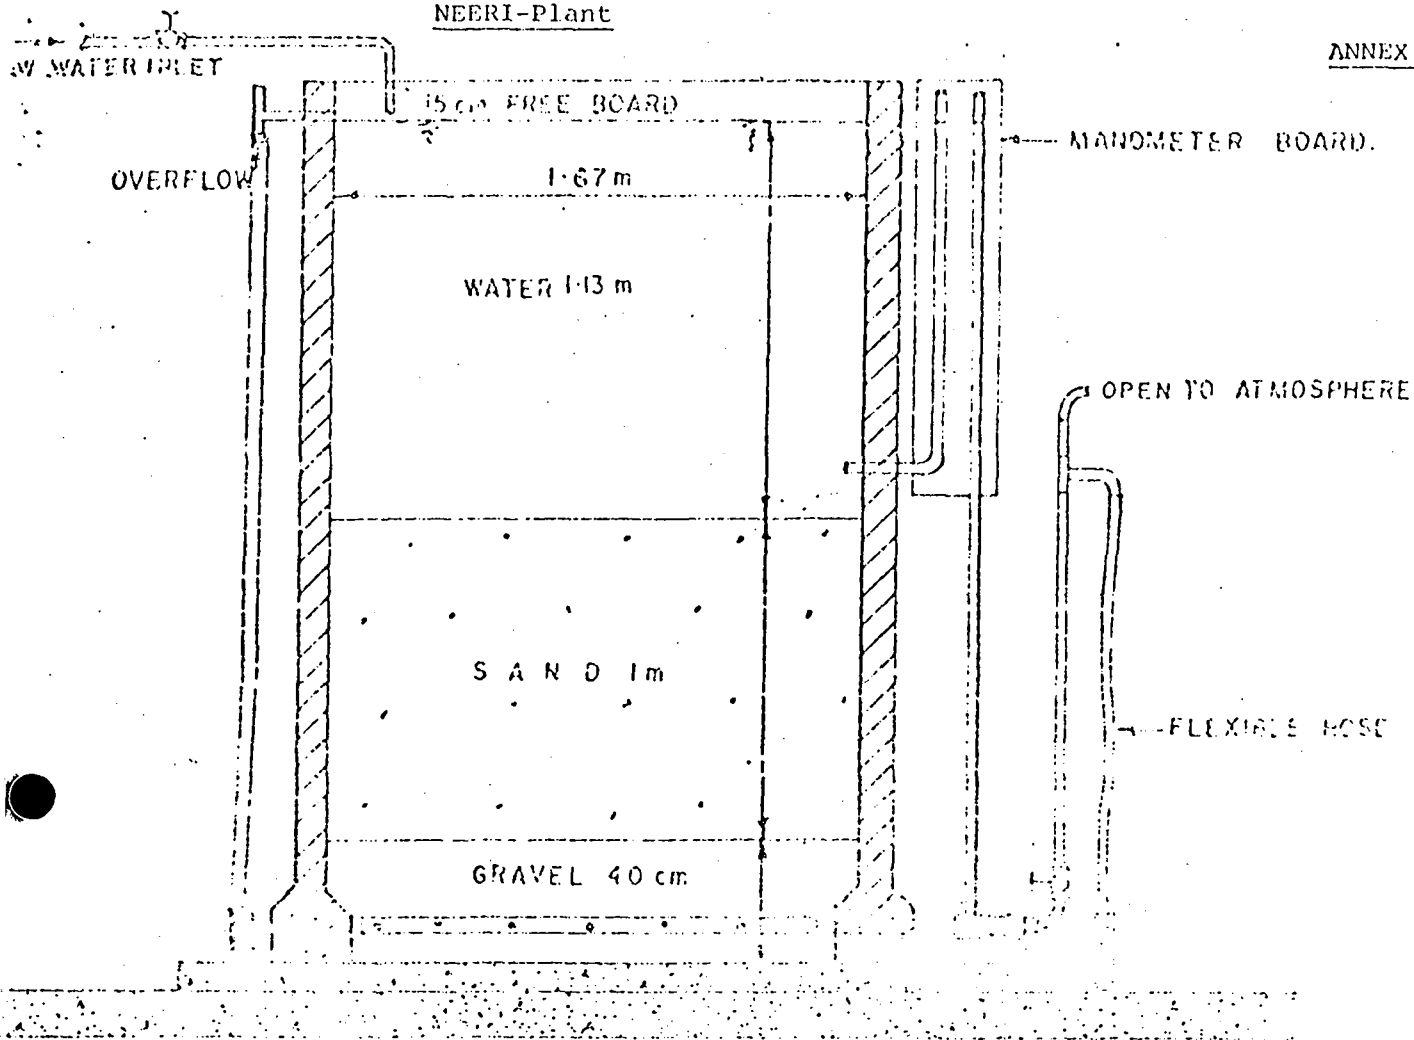 NEERI-Plant
ANNEX
W WATER INLET
15 cm FREE BOARD
MANOMETER BOARD.
OVERFLOW
1·67 m
WATER 1·13 m
OPEN TO ATMOSPHERE
SAND 1m
FLEXIBLE HOSE
GRAVEL 40 cm